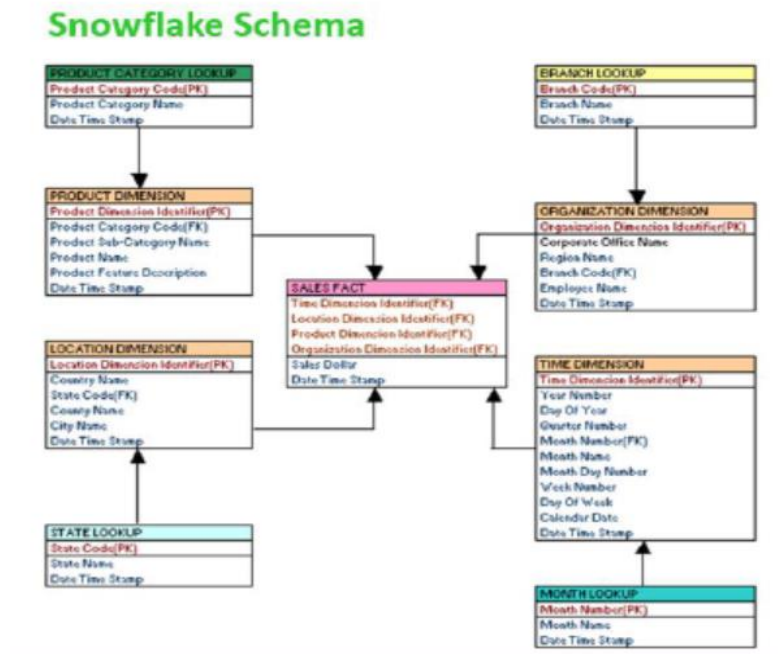 Snowflake Schema
PRODUCT CATEGORY LOOKUP
Product Category Code(PK)
Product Category Name
Date Time Stamp
BRANCH LOOKUP
Branch Code(PK)
Branch Name
Date Time Stamp
PRODUCT DIMENSION
Product Dimension Identifier(PK)
Product Category Code(FK)
Product Sub-Category Name
Product Name
Product Feature Description
Date Time Stamp
ORGANIZATION DIMENSION
Organization Dimension Identifier(PK)
Corporate Office Name
Region Name
Branch Code(FK)
Employee Name
Date Time Stamp
SALES FACT
Time Dimension Identifier(FK)
Location Dimension Identifier(FK)
Product Dimension Identifier(FK)
Organization Dimension Identifier(FK)
Sales Dollar
Date Time Stamp
LOCATION DIMENSION
Location Dimension Identifier(PK)
Country Name
State Code(FK)
County Name
City Name
Date Time Stamp
TIME DIMENSION
Time Dimension Identifier(PK)
Year Number
Day Of Year
Quarter Number
Month Number(FK)
Month Name
Month Day Number
Week Number
Day Of Week
Calendar Date
Date Time Stamp
STATE LOOKUP
State Code(PK)
State Name
Date Time Stamp
MONTH LOOKUP
Month Number(PK)
Month Name
Date Time Stamp